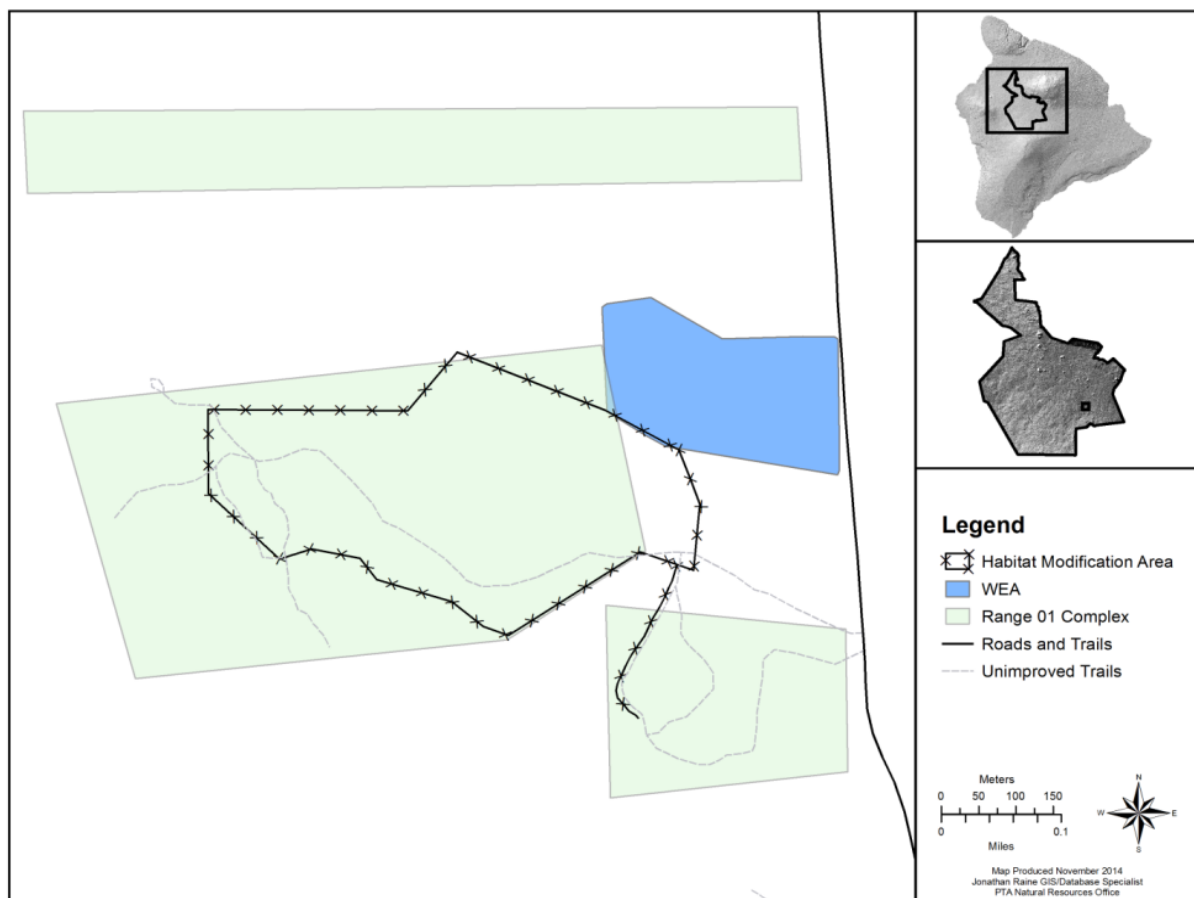 Legend
Habitat Modification Area
WEA
Range 01 Complex
Roads and Trails
Unimproved Trails
Meters
0 50 100 150
0 0.1
Miles
N
W E
S
Map Produced November 2014
Jonathan Raine GIS/Database Specialist
PTA Natural Resources Office